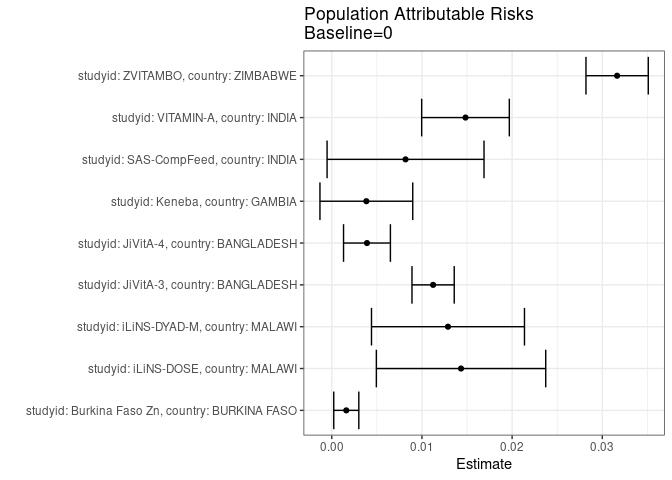 Population Attributable Risks
Baseline=0
studyid: ZVITAMBO, country: ZIMBABWE
studyid: VITAMIN-A, country: INDIA
studyid: SAS-CompFeed, country: INDIA
studyid: Keneba, country: GAMBIA
studyid: JiVitA-4, country: BANGLADESH
studyid: JiVitA-3, country: BANGLADESH
studyid: iLiNS-DYAD-M, country: MALAWI
studyid: iLiNS-DOSE, country: MALAWI
studyid: Burkina Faso Zn, country: BURKINA FASO
0.00 0.01 0.02 0.03
Estimate